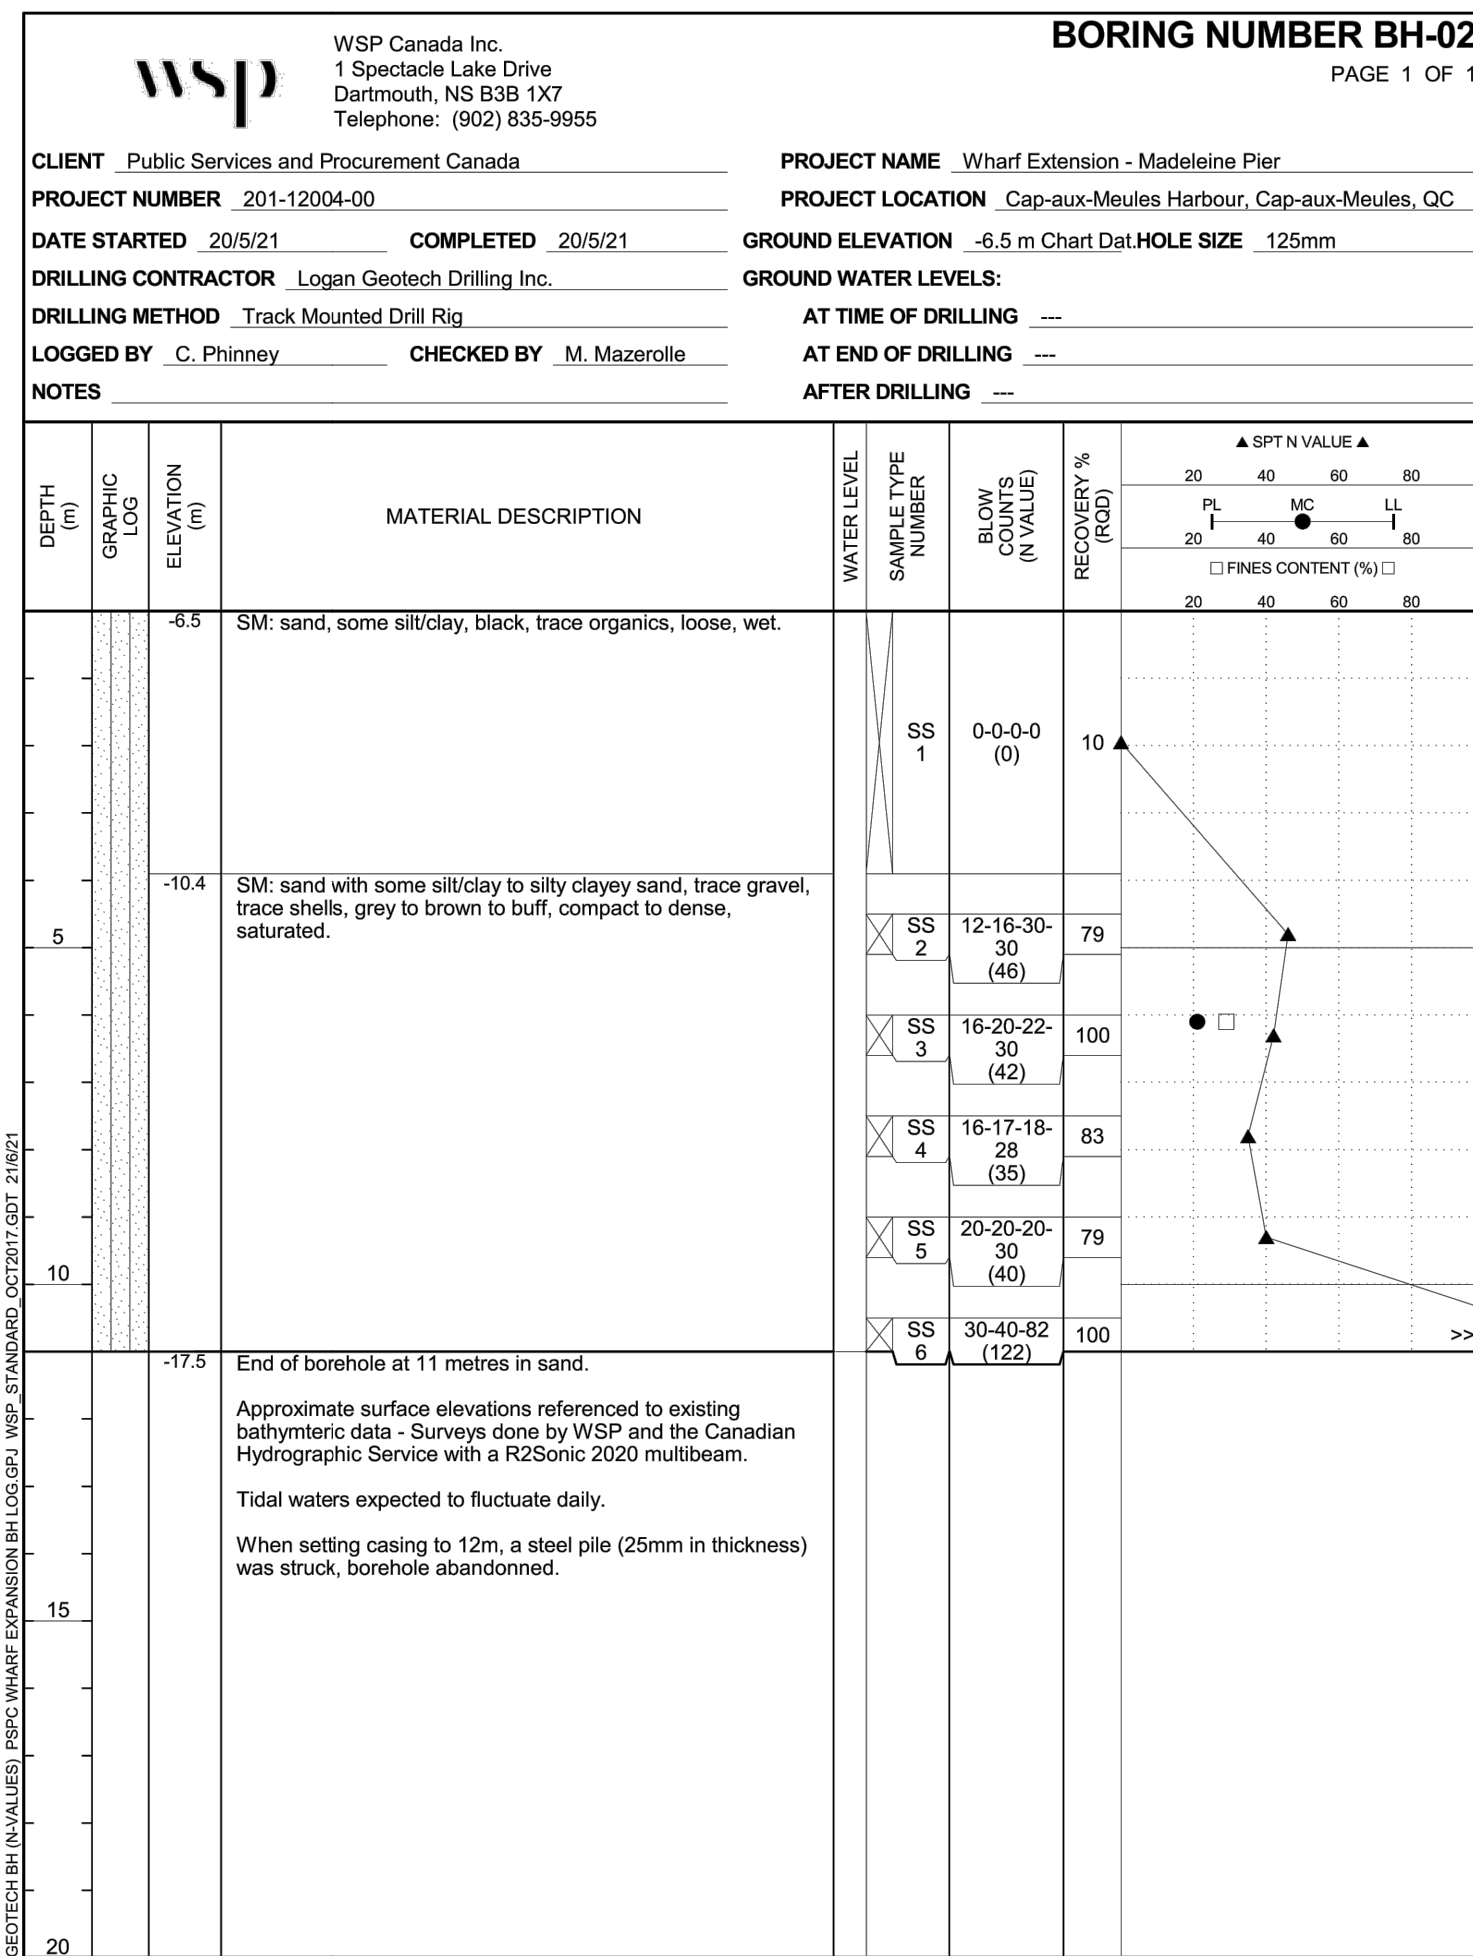 BORING NUMBER BH-02
PAGE 1 OF 1
wsp
WSP Canada Inc.
1 Spectacle Lake Drive
Dartmouth, NS B3B 1X7
Telephone: (902) 835-9955
CLIENT Public Services and Procurement Canada
PROJECT NAME Wharf Extension - Madeleine Pier
PROJECT NUMBER 201-12004-00
PROJECT LOCATION Cap-aux-Meules Harbour, Cap-aux-Meules, QC
DATE STARTED 20/5/21 COMPLETED 20/5/21
GROUND ELEVATION -6.5 m Chart Dat. HOLE SIZE 125mm
DRILLING CONTRACTOR Logan Geotech Drilling Inc.
GROUND WATER LEVELS:
DRILLING METHOD Track Mounted Drill Rig
AT TIME OF DRILLING ---
LOGGED BY C. Phinney CHECKED BY M. Mazerolle
AT END OF DRILLING ---
NOTES
AFTER DRILLING ---
DEPTH
(m)
GRAPHIC
LOG
ELEVATION
(m)
MATERIAL DESCRIPTION
WATER LEVEL
SAMPLE TYPE
NUMBER
BLOW
COUNTS
(N VALUE)
RECOVERY %
(RQD)
▲ SPT N VALUE ▲
20 40 60 80
PL MC LL
20 40 60 80
□ FINES CONTENT (%) □
20 40 60 80
-6.5
SM: sand, some silt/clay, black, trace organics, loose, wet.
SS
1
0-0-0-0
(0)
10
-10.4
SM: sand with some silt/clay to silty clayey sand, trace gravel,
trace shells, grey to brown to buff, compact to dense,
saturated.
5
SS
2
12-16-30-
30
(46)
79
SS
3
16-20-22-
30
(42)
100
SS
4
16-17-18-
28
(35)
83
SS
5
20-20-20-
30
(40)
79
10
SS
6
30-40-82
(122)
100
>>
-17.5
End of borehole at 11 metres in sand.
Approximate surface elevations referenced to existing
bathymteric data - Surveys done by WSP and the Canadian
Hydrographic Service with a R2Sonic 2020 multibeam.
Tidal waters expected to fluctuate daily.
When setting casing to 12m, a steel pile (25mm in thickness)
was struck, borehole abandonned.
15
20
GEOTECH BH (N-VALUES) PSPC WHARF EXPANSION BH LOG.GPJ WSP_STANDARD_OCT2017.GDT 21/6/21